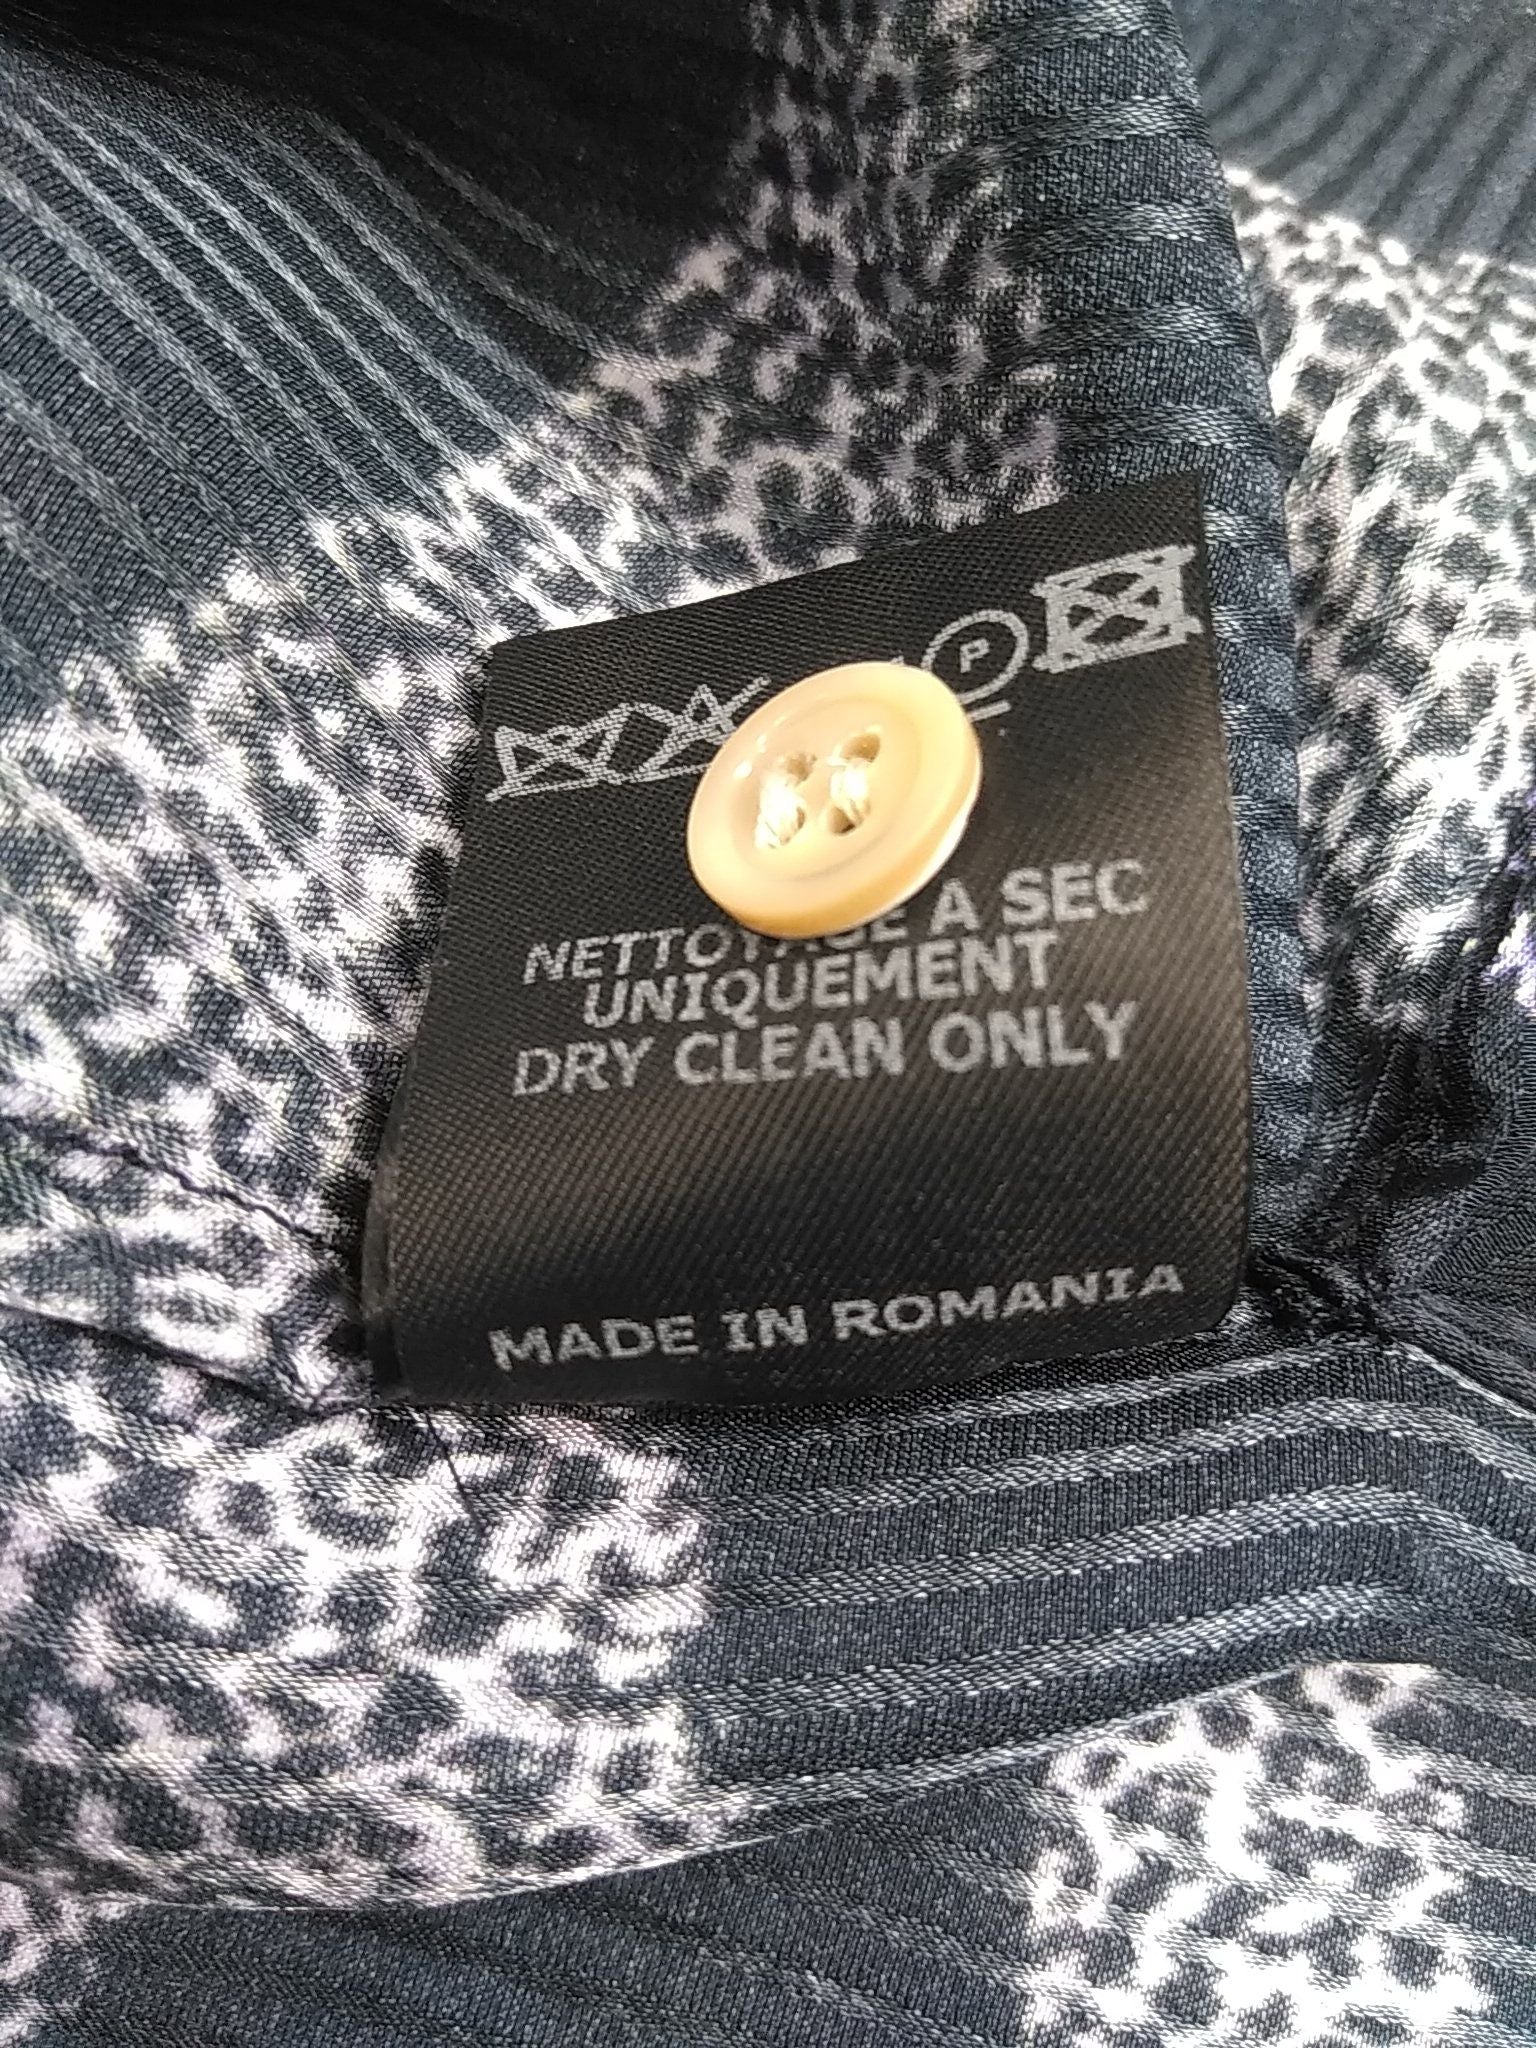 P
NETTOYAGE A SEC
UNIQUEMENT
DRY CLEAN ONLY
MADE IN ROMANIA